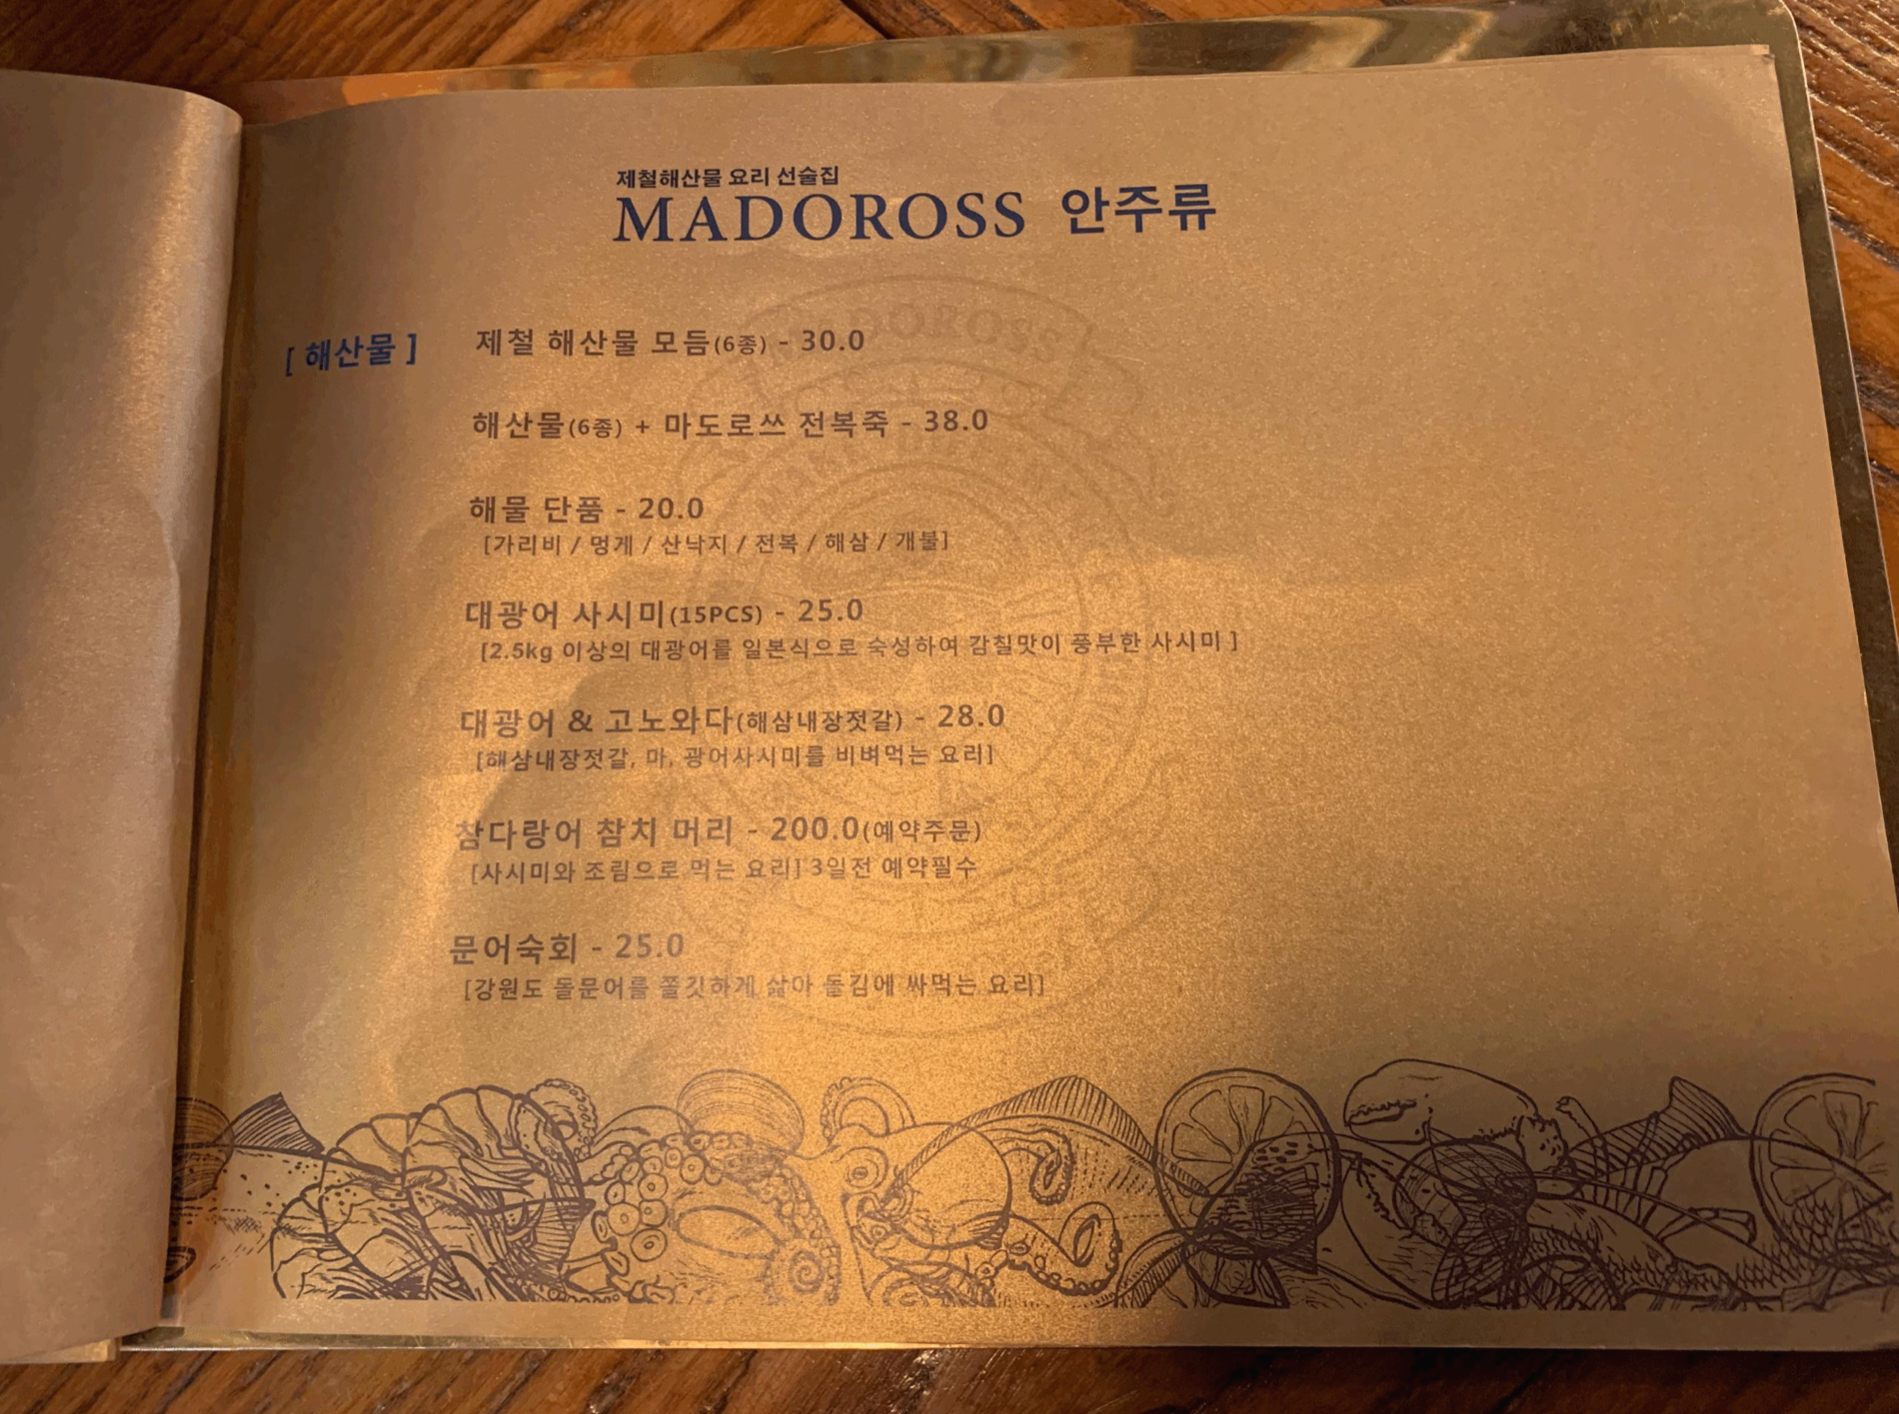 제철해산물 요리 선술집
MADOROSS 안주류
[ 해산물 ]
제철 해산물 모듬(6종) - 30.0
해산물(6종) + 마도로쓰 전복죽 - 38.0
해물 단품 - 20.0
[가리비 / 멍게 / 산낙지 / 전복 / 해삼 / 개불]
대광어 사시미(15PCS) - 25.0
[2.5kg 이상의 대광어를 일본식으로 숙성하여 감칠맛이 풍부한 사시미 ]
대광어 & 고노와다(해삼내장젓갈) - 28.0
[해삼내장젓갈, 마, 광어사시미를 비벼먹는 요리]
참다랑어 참치 머리 - 200.0(예약주문)
[사시미와 조림으로 먹는 요리] 3일전 예약필수
문어숙회 - 25.0
[강원도 돌문어를 쫄깃하게 삶아 돌김에 싸먹는 요리]